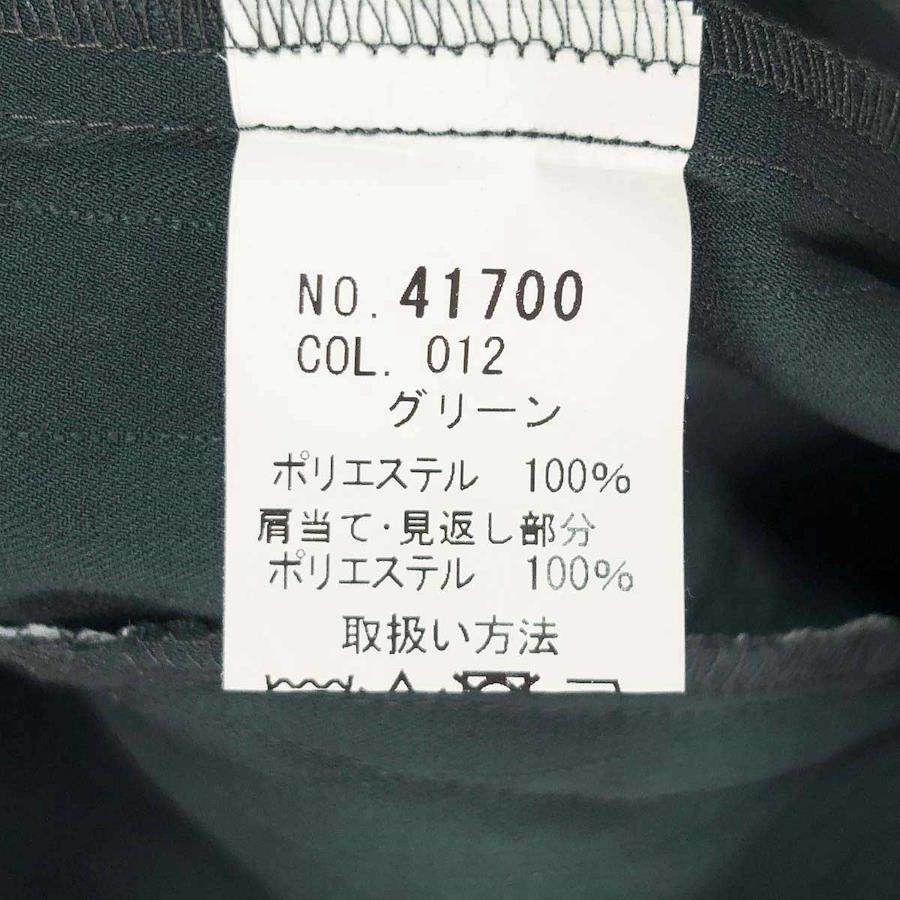 NO. 41700
COL. 012
グリーン
ポリエステル 100%
肩当て・見返し部分
ポリエステル 100%
取扱い方法